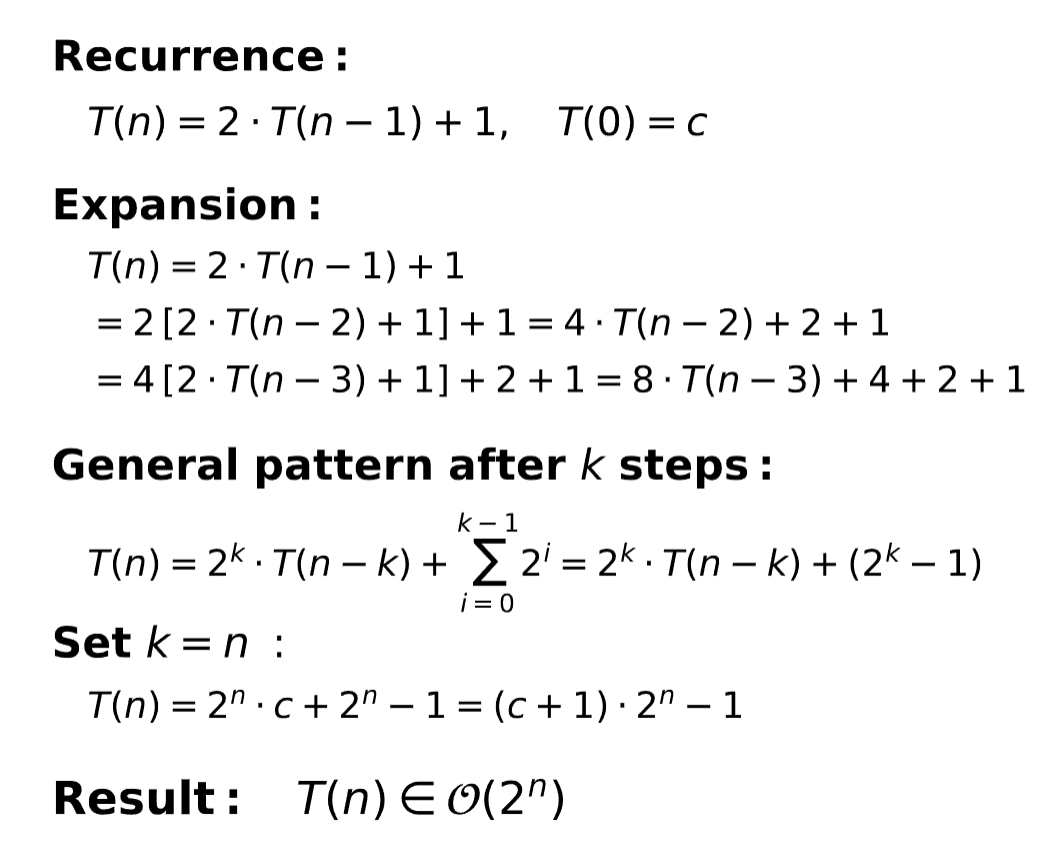 Recurrence:
T(n) = 2 · T(n − 1) + 1, T(0) = c
Expansion:
T(n) = 2 · T(n − 1) + 1
= 2 [2 · T(n − 2) + 1] + 1 = 4 · T(n − 2) + 2 + 1
= 4 [2 · T(n − 3) + 1] + 2 + 1 = 8 · T(n − 3) + 4 + 2 + 1
General pattern after k steps:
T(n) = 2^k · T(n − k) + ∑_{i=0}^{k−1} 2^i = 2^k · T(n − k) + (2^k − 1)
Set k = n :
T(n) = 2^n · c + 2^n − 1 = (c + 1) · 2^n − 1
Result: T(n) ∈ 𝒪(2^n)